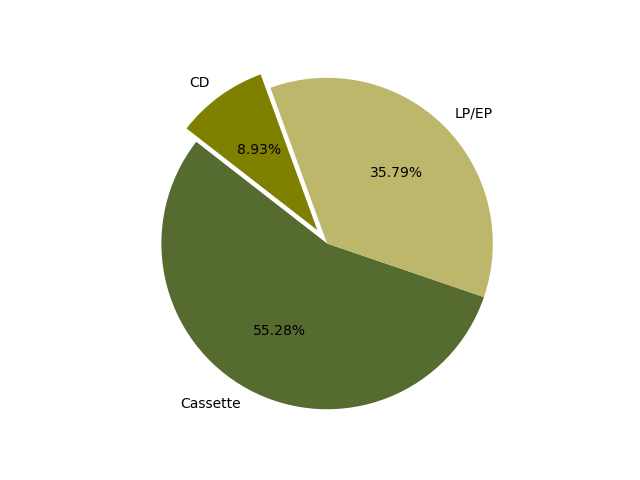 CD
LP/EP
8.93%
35.79%
55.28%
Cassette